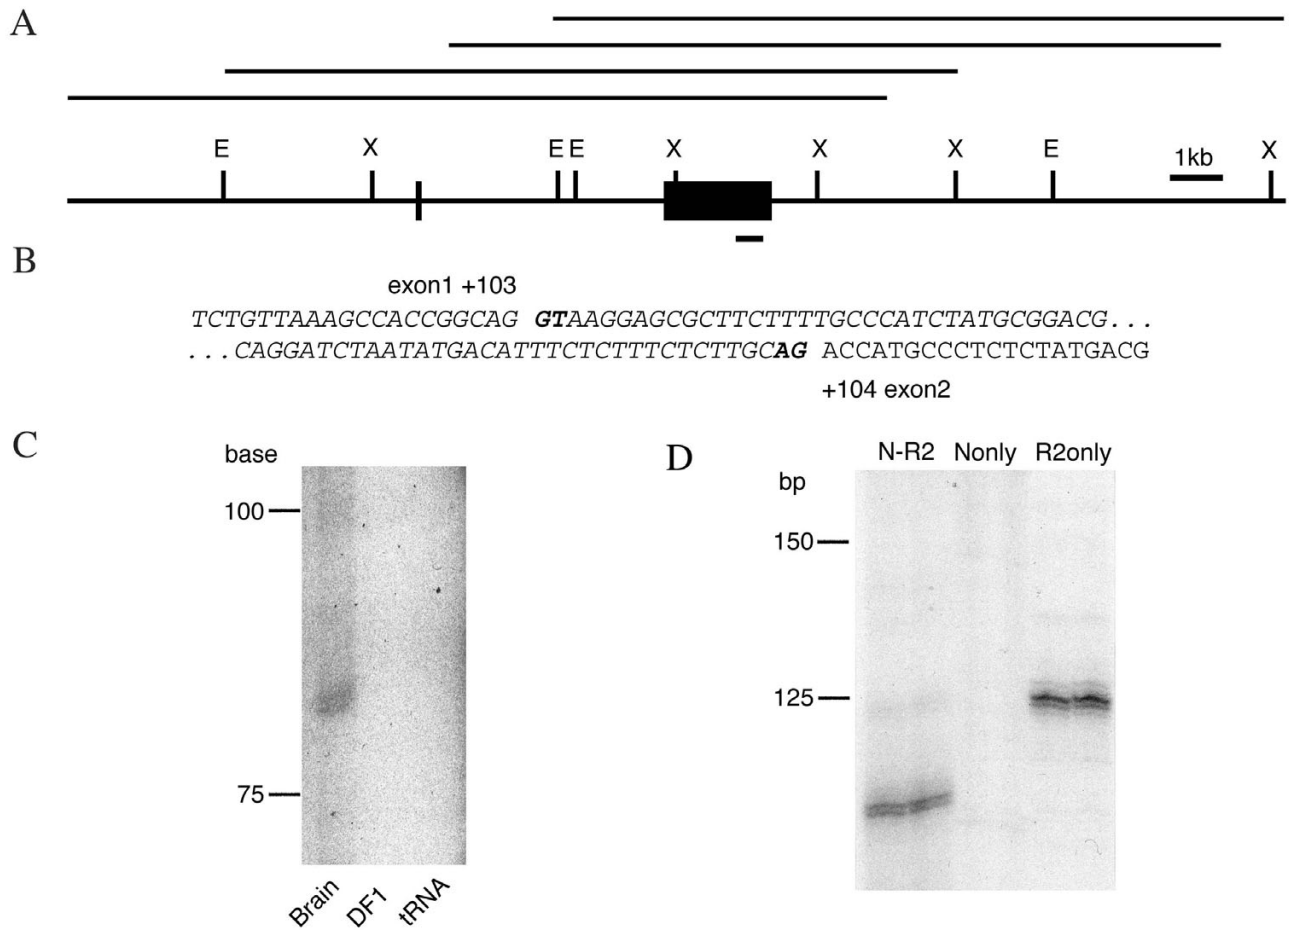 A
E X E E X X X E 1kb X
B
exon1 +103
TCTGTTAAAGCCACCGGCAG GTAAGGAGCGCTTCTTTTGCCCATCTATGCGGACG...
...CAGGATCTAATATGACATTTCTCTTTCTCTTGCAG ACCATGCCCTCTCTATGACG
+104 exon2
C
base
100
75
Brain DF1 tRNA
D
N-R2 Nonly R2only
bp
150
125